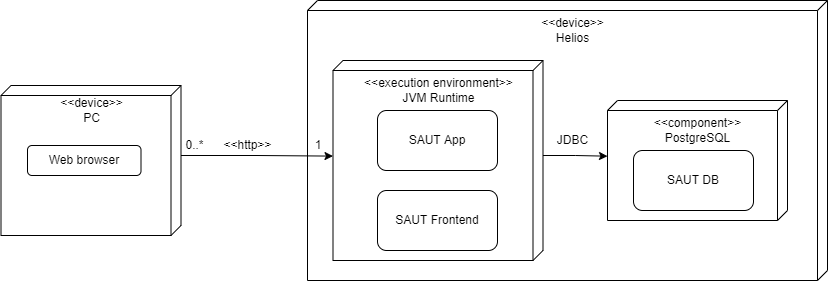 <<device>>
Helios
<<device>>
PC
Web browser
0..*
<<http>>
1
<<execution environment>>
JVM Runtime
SAUT App
SAUT Frontend
JDBC
<<component>>
PostgreSQL
SAUT DB